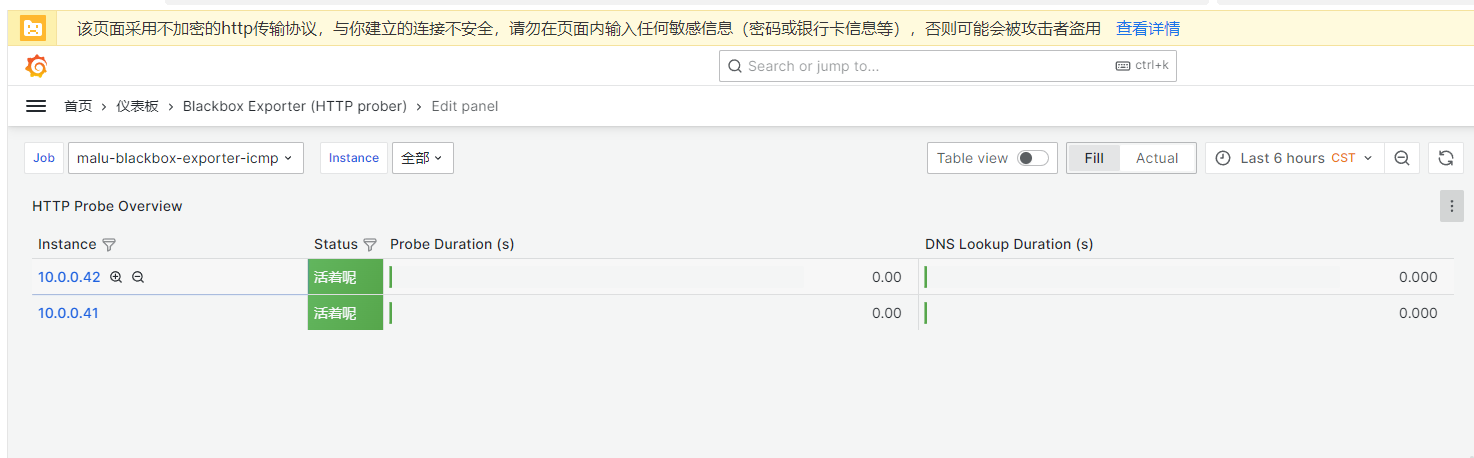 该页面采用不加密的http传输协议，与你建立的连接不安全，请勿在页面内输入任何敏感信息（密码或银行卡信息等），否则可能会被攻击者盗用 查看详情
Search or jump to... ctrl+k
首页 › 仪表板 › Blackbox Exporter (HTTP prober) › Edit panel
Job malu-blackbox-exporter-icmp Instance 全部 Table view Fill Actual Last 6 hours CST
HTTP Probe Overview
Instance Status Probe Duration (s) DNS Lookup Duration (s)
10.0.0.42 活着呢 0.00 0.000
10.0.0.41 活着呢 0.00 0.000